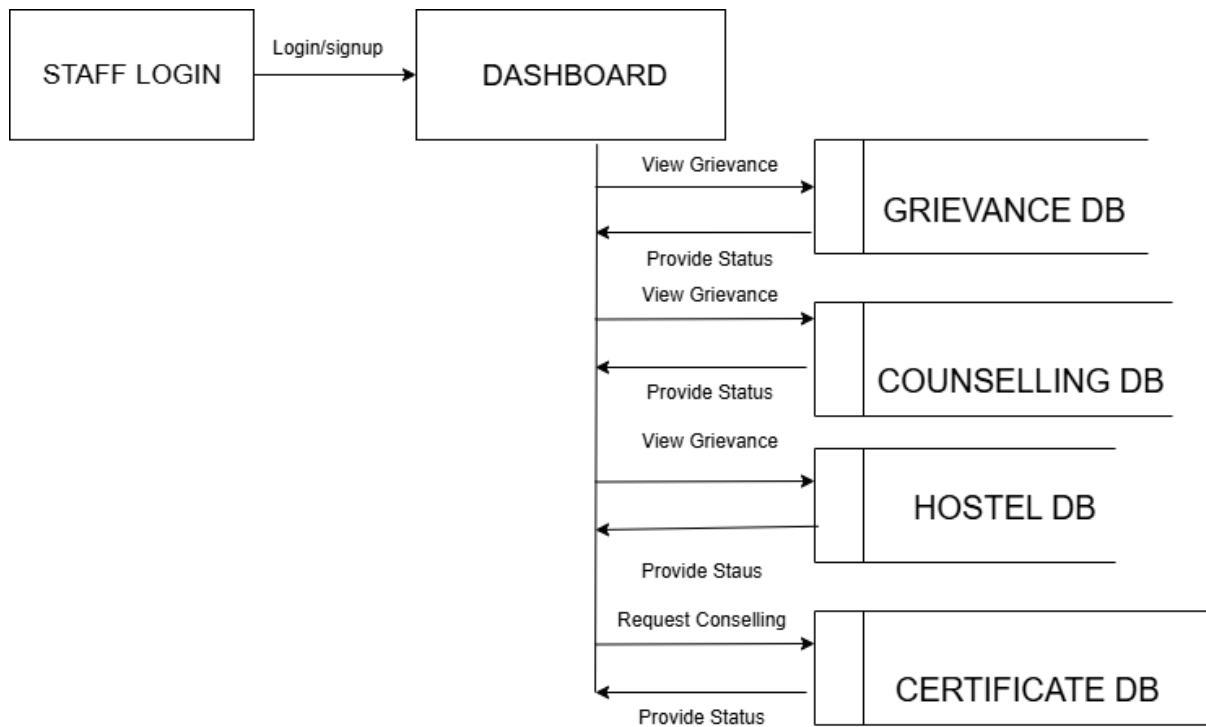 STAFF LOGIN
Login/signup
DASHBOARD
View Grievance
GRIEVANCE DB
Provide Status
View Grievance
COUNSELLING DB
Provide Status
View Grievance
HOSTEL DB
Provide Staus
Request Conselling
CERTIFICATE DB
Provide Status